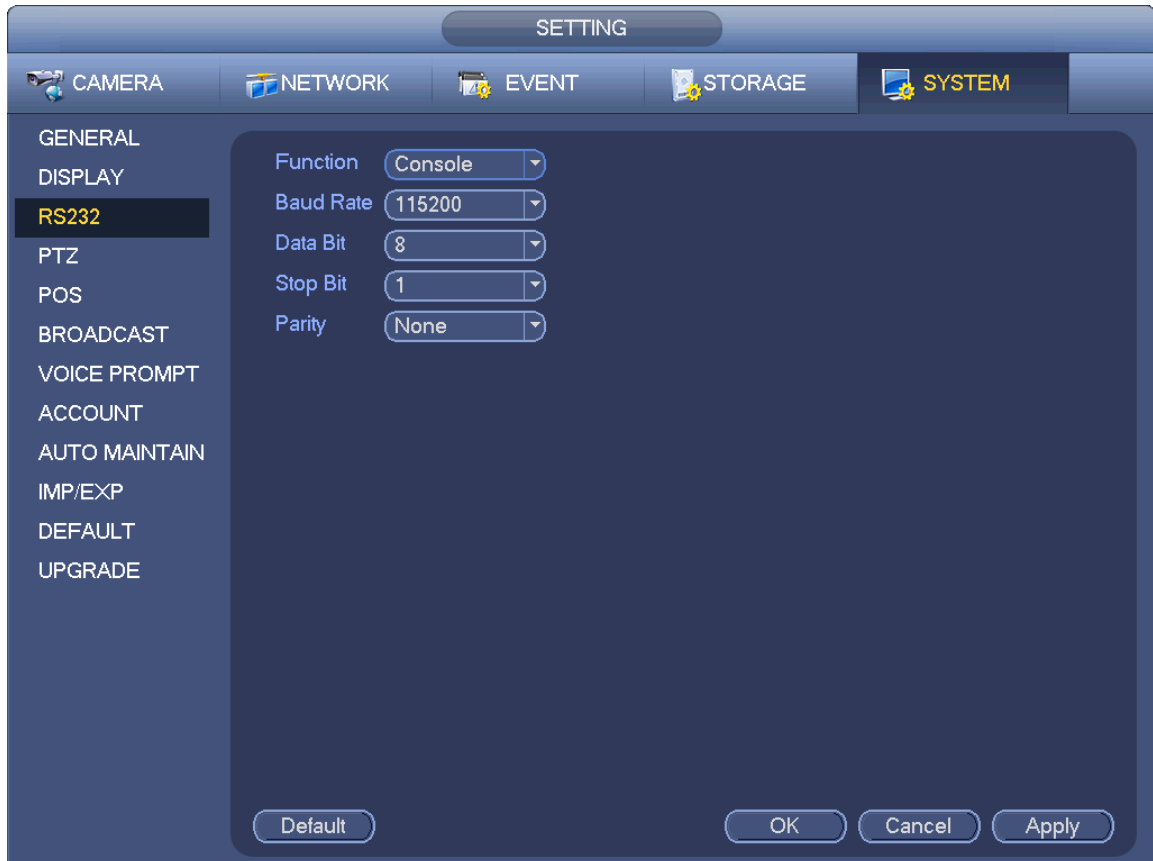 SETTING
CAMERA NETWORK EVENT STORAGE SYSTEM
GENERAL
DISPLAY
RS232
PTZ
POS
BROADCAST
VOICE PROMPT
ACCOUNT
AUTO MAINTAIN
IMP/EXP
DEFAULT
UPGRADE
Function Console
Baud Rate 115200
Data Bit 8
Stop Bit 1
Parity None
Default OK Cancel Apply